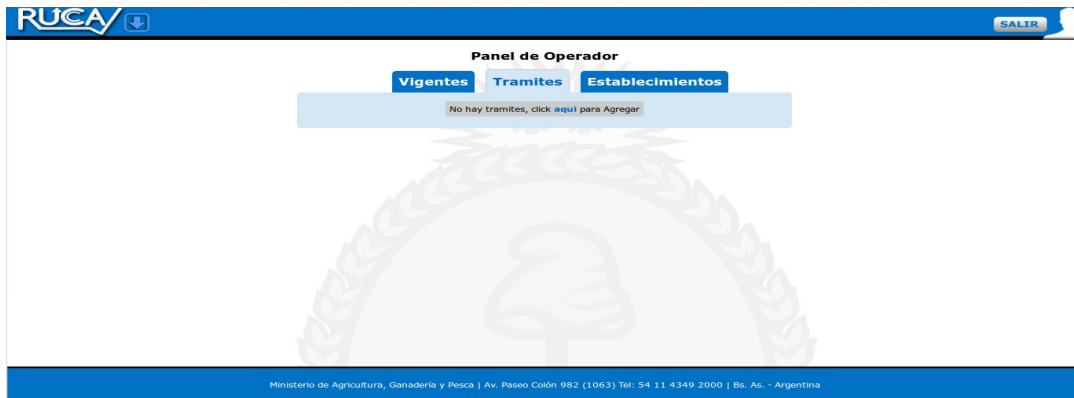 RUCA
SALIR
Panel de Operador
Vigentes Tramites Establecimientos
No hay tramites, click aqui para Agregar
Ministerio de Agricultura, Ganadería y Pesca | Av. Paseo Colón 982 (1063) Tel: 54 11 4349 2000 | Bs. As. - Argentina